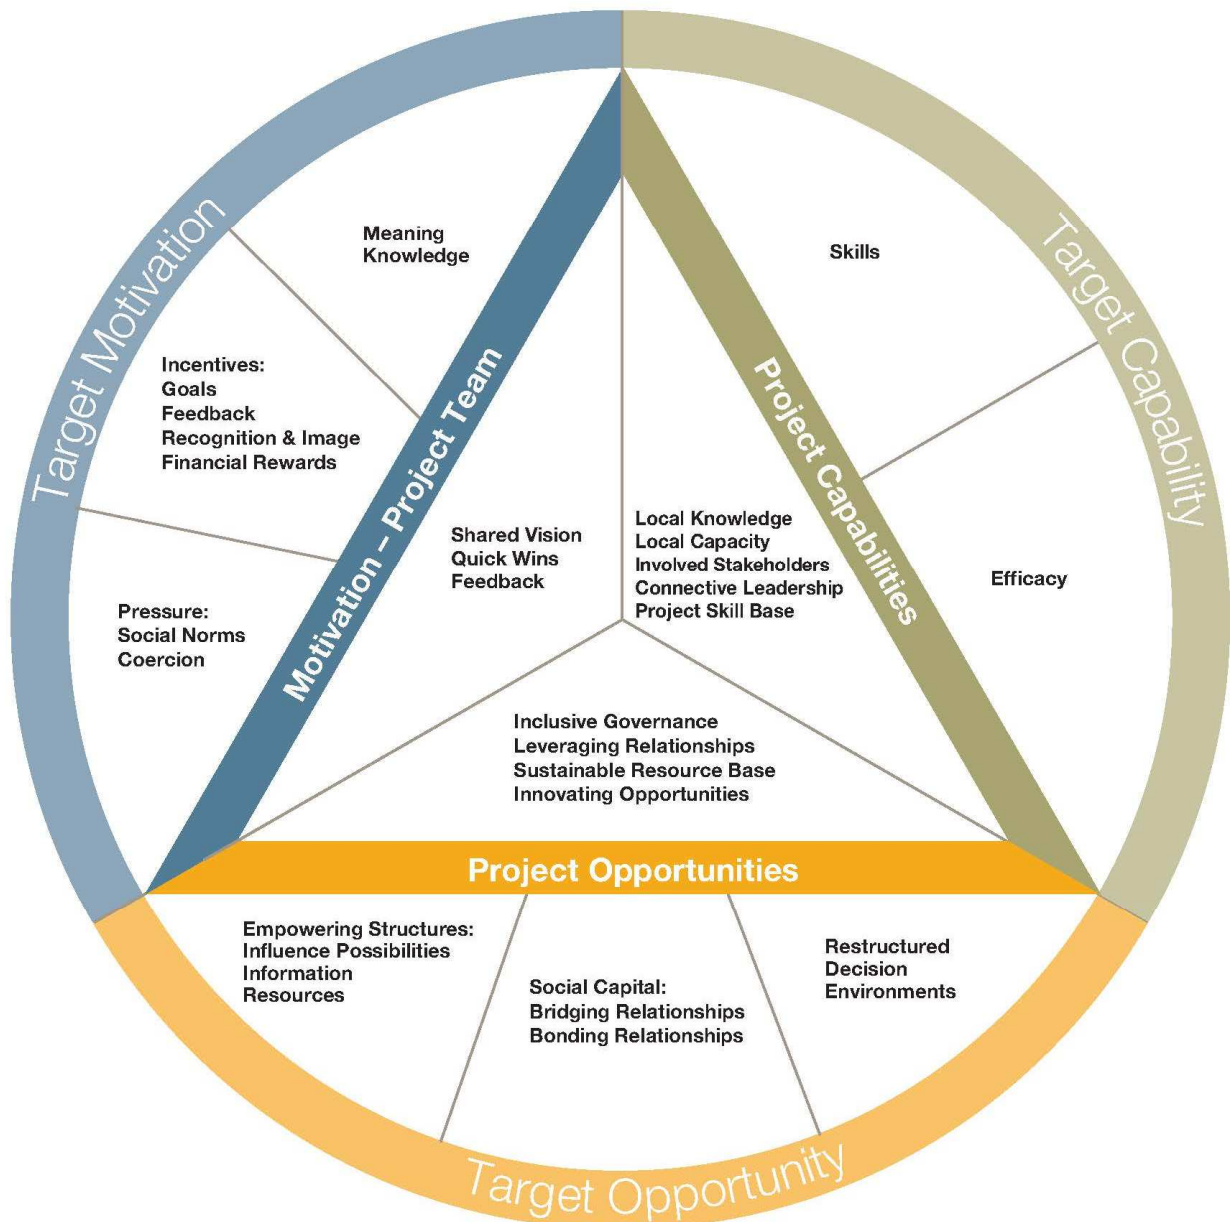 Target Motivation
Target Capability
Meaning
Knowledge
Skills
Incentives:
Goals
Feedback
Recognition & Image
Financial Rewards
Motivation – Project Team
Project Capabilities
Shared Vision
Quick Wins
Feedback
Local Knowledge
Local Capacity
Involved Stakeholders
Connective Leadership
Project Skill Base
Efficacy
Pressure:
Social Norms
Coercion
Inclusive Governance
Leveraging Relationships
Sustainable Resource Base
Innovating Opportunities
Project Opportunities
Empowering Structures:
Influence Possibilities
Information
Resources
Social Capital:
Bridging Relationships
Bonding Relationships
Restructured
Decision
Environments
Target Opportunity